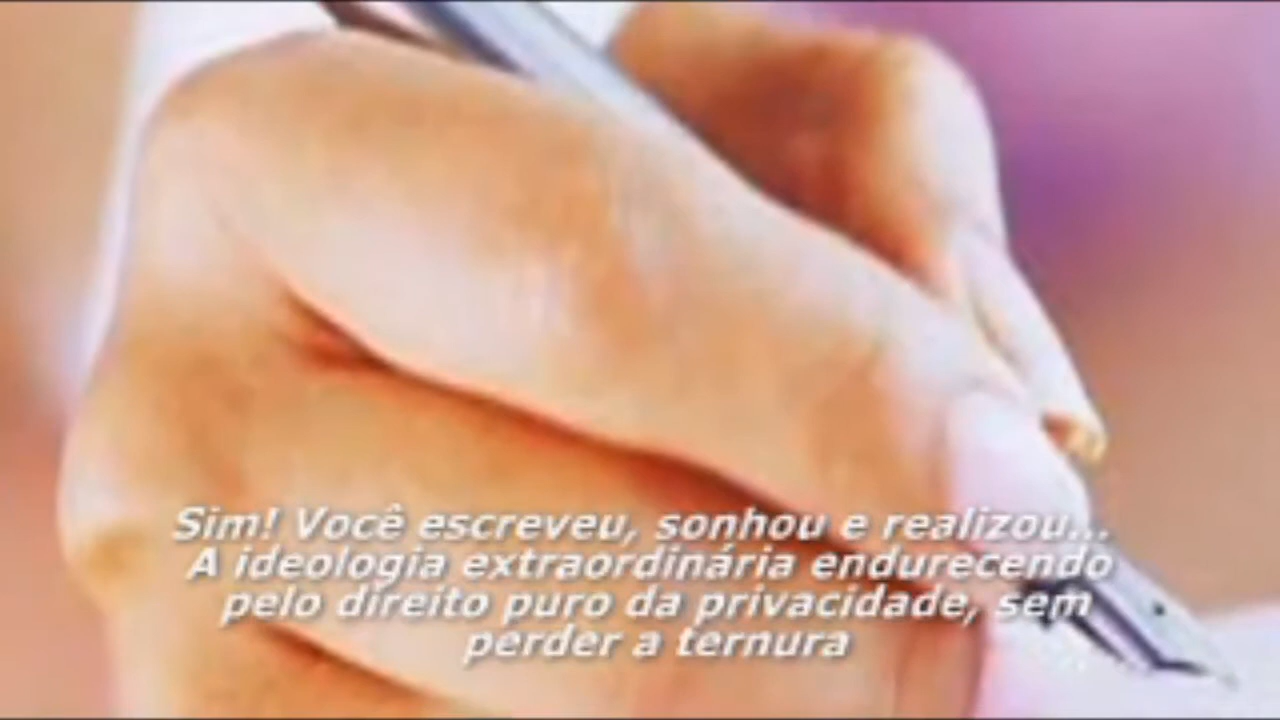 Sim! Você escreveu, sonhou e realizou...
A ideologia extraordinária endurecendo
pelo direito puro da privacidade, sem
perder a ternura